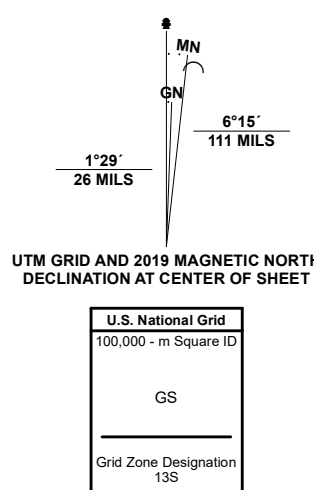 MN
GN
6°15´
111 MILS
1°29´
26 MILS
UTM GRID AND 2019 MAGNETIC NORTH
DECLINATION AT CENTER OF SHEET
U.S. National Grid
100,000 - m Square ID
GS
Grid Zone Designation
13S